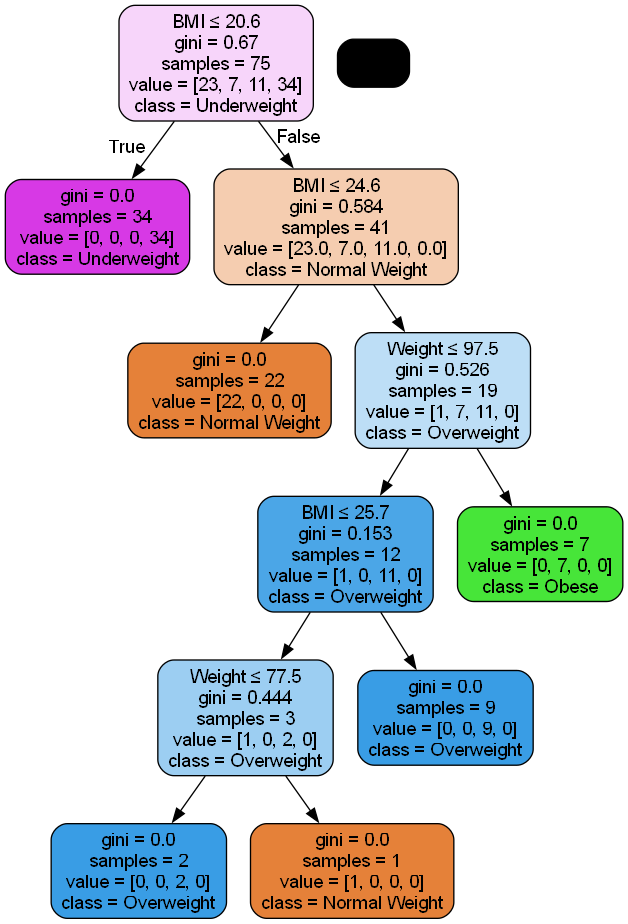 BMI ≤ 20.6
gini = 0.67
samples = 75
value = [23, 7, 11, 34]
class = Underweight
True
False
gini = 0.0
samples = 34
value = [0, 0, 0, 34]
class = Underweight
BMI ≤ 24.6
gini = 0.584
samples = 41
value = [23.0, 7.0, 11.0, 0.0]
class = Normal Weight
gini = 0.0
samples = 22
value = [22, 0, 0, 0]
class = Normal Weight
Weight ≤ 97.5
gini = 0.526
samples = 19
value = [1, 7, 11, 0]
class = Overweight
BMI ≤ 25.7
gini = 0.153
samples = 12
value = [1, 0, 11, 0]
class = Overweight
gini = 0.0
samples = 7
value = [0, 7, 0, 0]
class = Obese
Weight ≤ 77.5
gini = 0.444
samples = 3
value = [1, 0, 2, 0]
class = Overweight
gini = 0.0
samples = 9
value = [0, 0, 9, 0]
class = Overweight
gini = 0.0
samples = 2
value = [0, 0, 2, 0]
class = Overweight
gini = 0.0
samples = 1
value = [1, 0, 0, 0]
class = Normal Weight